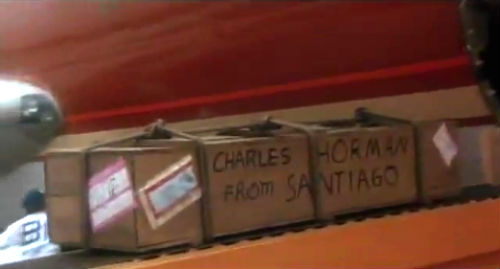 CHARLES HORMAN
FROM SANTIAGO